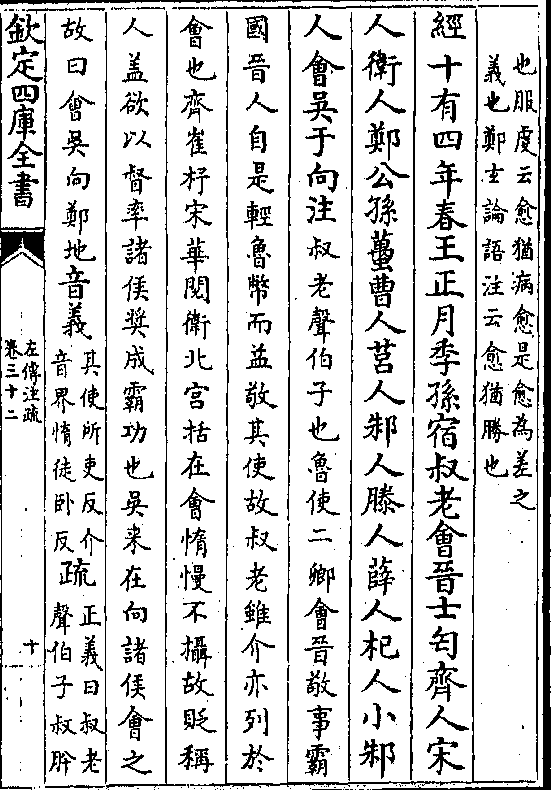 也服虔云愈猶病愈是愈為差之
義也鄭𤣥論語注云愈猶勝也
經十有四年春王正月季孫宿叔老會晉士匄齊人宋
人衛人鄭公孫蠆曹人莒人邾人滕人薛人杞人小邾
人會吳于向注叔老聲伯子也魯使二卿會晉敬事霸
國晉人自是輕魯幣而益敬其使故叔老雖介亦列於
會也齊崔杼宋華閱衛北宫括在會惰慢不攝故貶稱
人盖欲以督率諸侯奨成霸功也吳来在向諸侯會之
故曰會吳向鄭地音義
其使所吏反介
音界惰徒卧反
疏
正義曰叔老
聲伯子叔肹
欽定四庫全書
左傳注疏
卷三十二
十